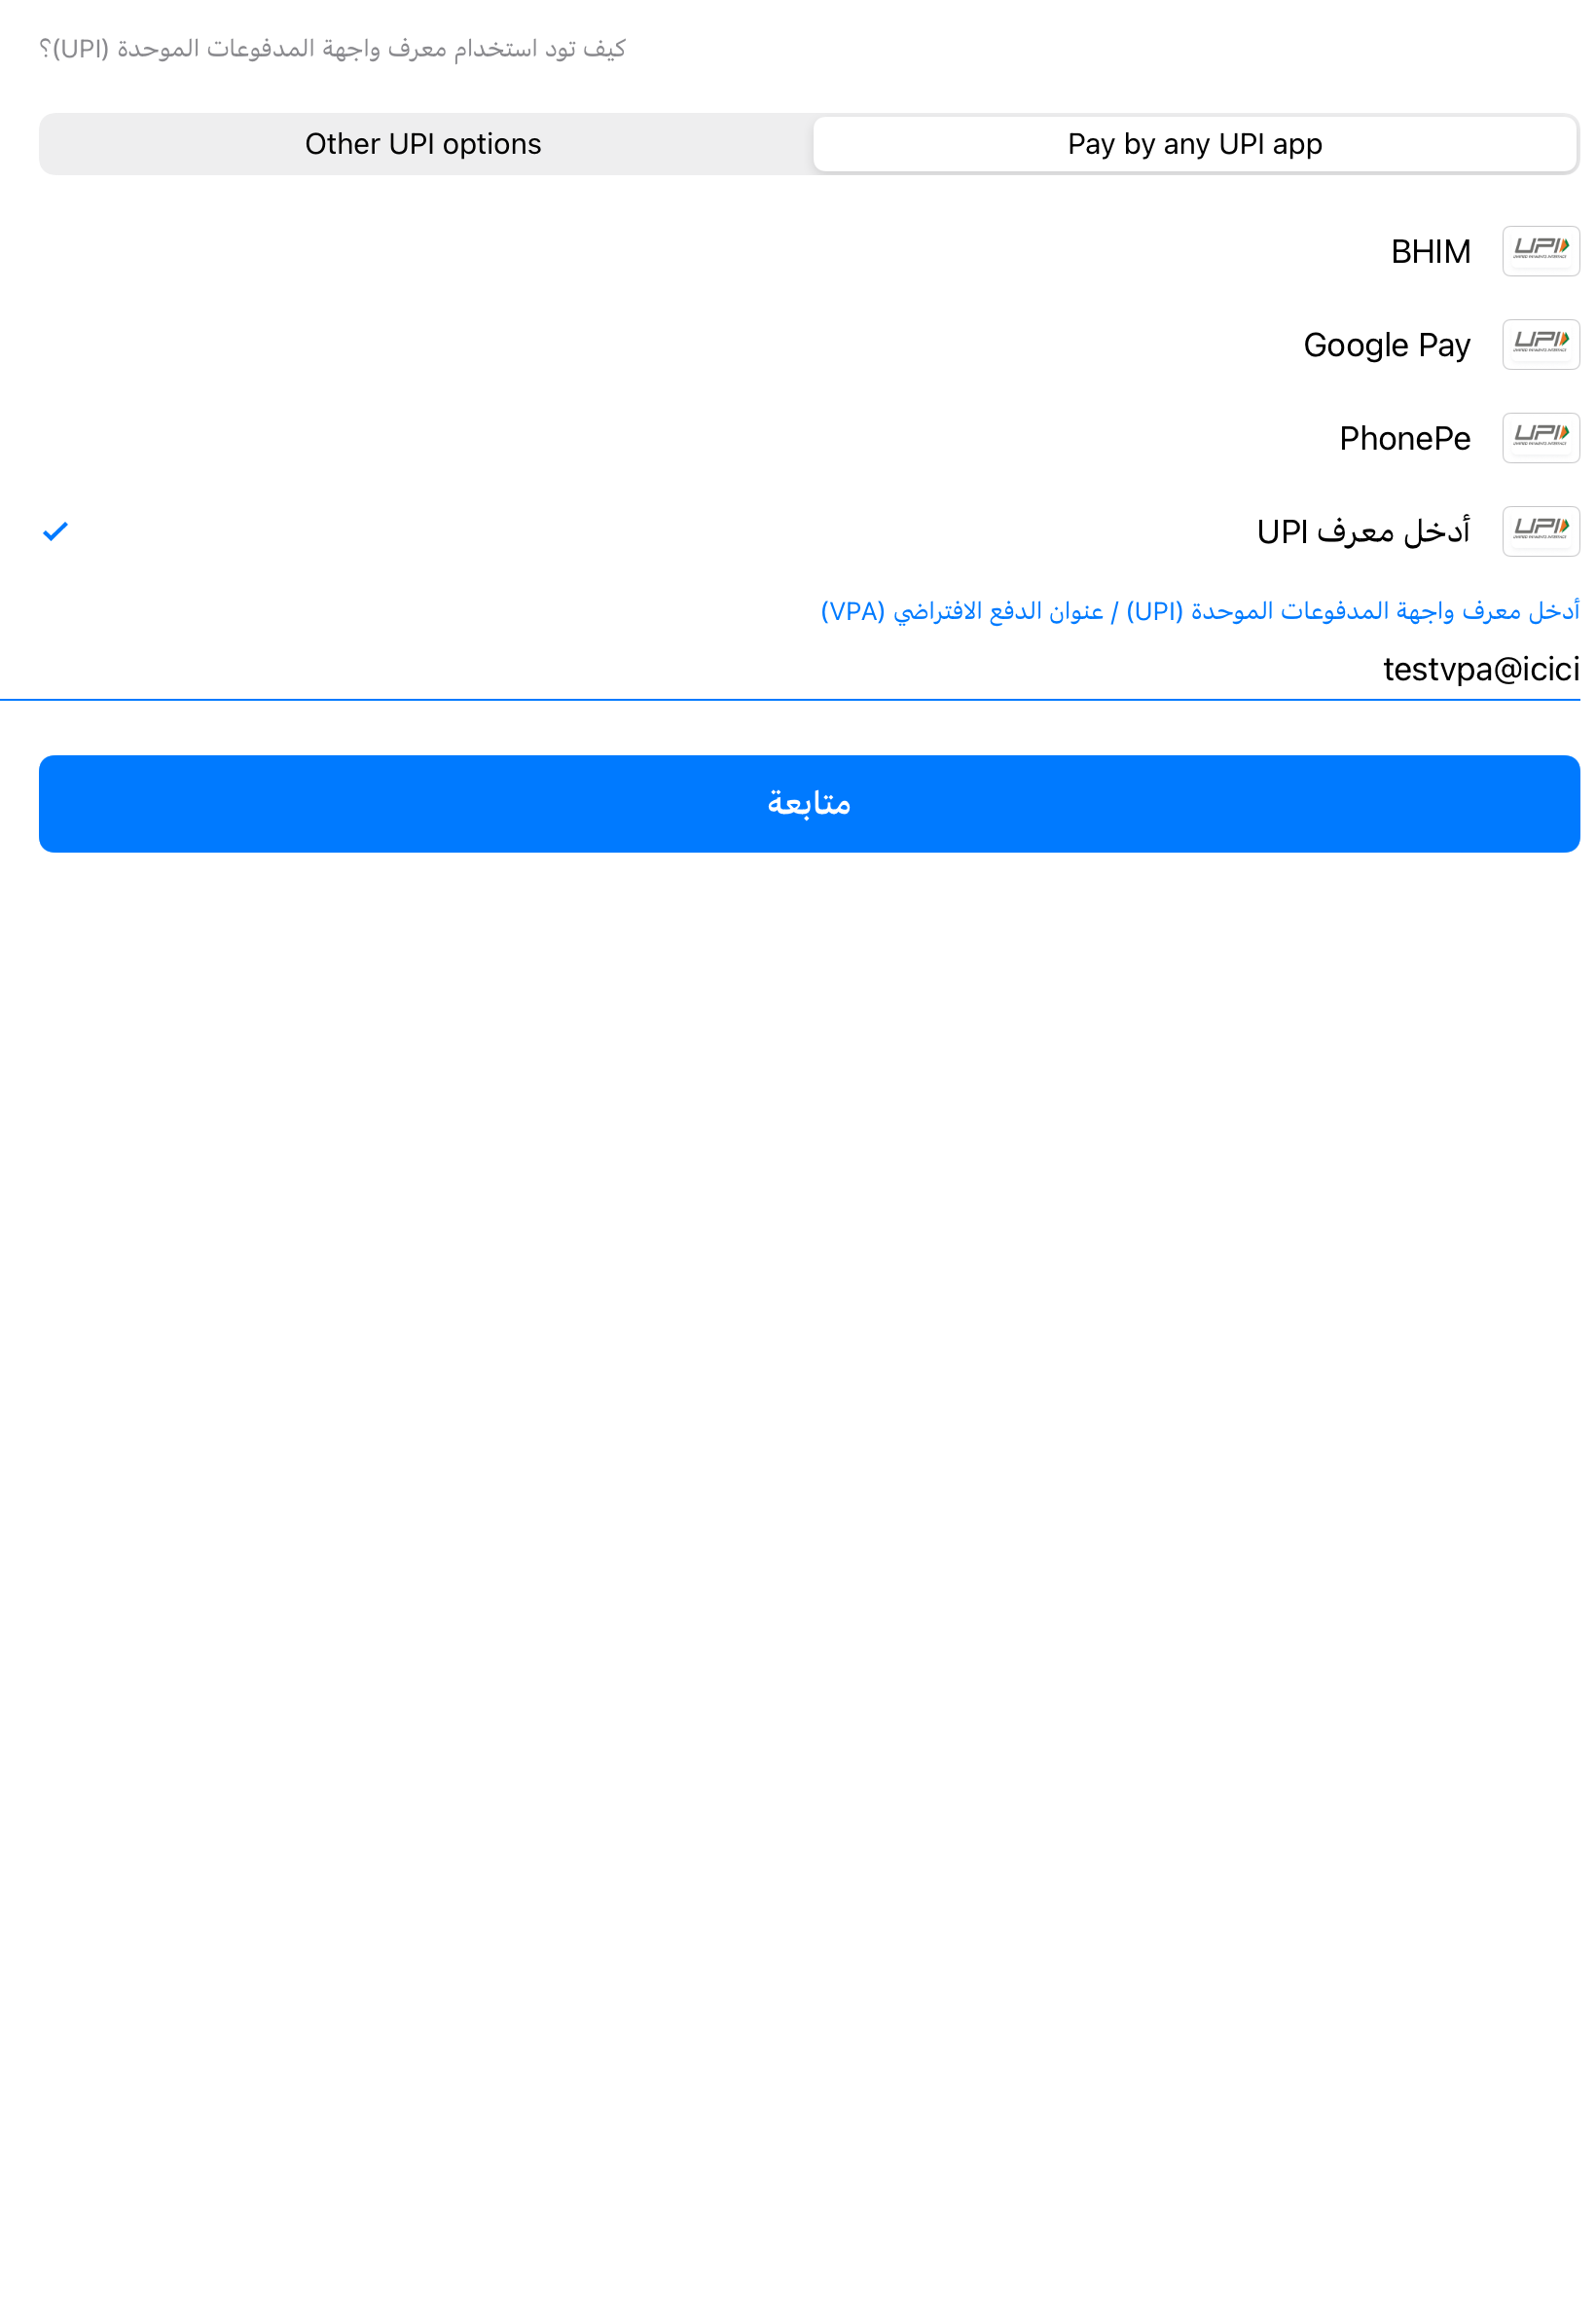 كيف تود استخدام معرف واجهة المدفوعات الموحدة (UPI)؟
Pay by any UPI app
Other UPI options
UPI BHIM
UPI Google Pay
UPI PhonePe
UPI أدخل معرف UPI
أدخل معرف واجهة المدفوعات الموحدة (UPI) / عنوان الدفع الافتراضي (VPA)
testvpa@icici
متابعة